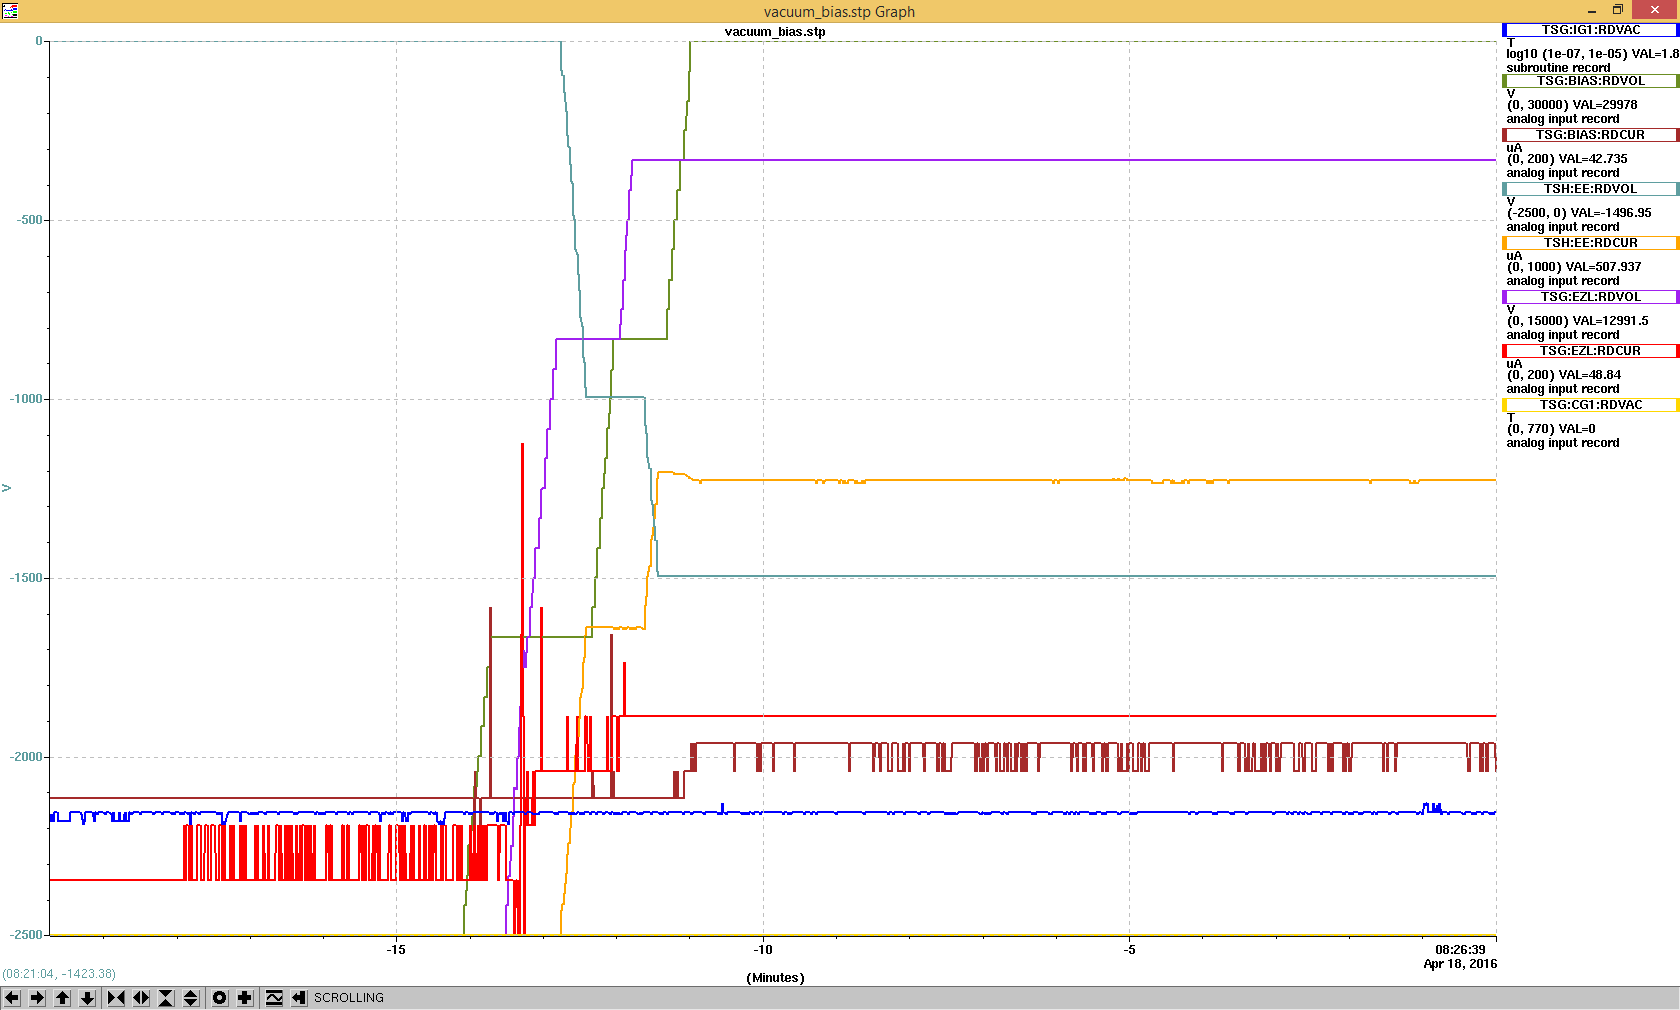 vacuum_bias.stp Graph
vacuum_bias.stp
0
-500
-1000
V
-1500
-2000
-2500
-15
-10
-5
08:26:39
Apr 18, 2016
(Minutes)
(08:21:04, -1423.38)
SCROLLING
TSG:IG1:RDVAC
T
log10 (1e-07, 1e-05) VAL=1.8
subroutine record
TSG:BIAS:RDVOL
V
(0, 30000) VAL=29978
analog input record
TSG:BIAS:RDCUR
uA
(0, 200) VAL=42.735
analog input record
TSH:EE:RDVOL
V
(-2500, 0) VAL=-1496.95
analog input record
TSH:EE:RDCUR
uA
(0, 1000) VAL=507.937
analog input record
TSG:EZL:RDVOL
V
(0, 15000) VAL=12991.5
analog input record
TSG:EZL:RDCUR
uA
(0, 200) VAL=48.84
analog input record
TSG:CG1:RDVAC
T
(0, 770) VAL=0
analog input record